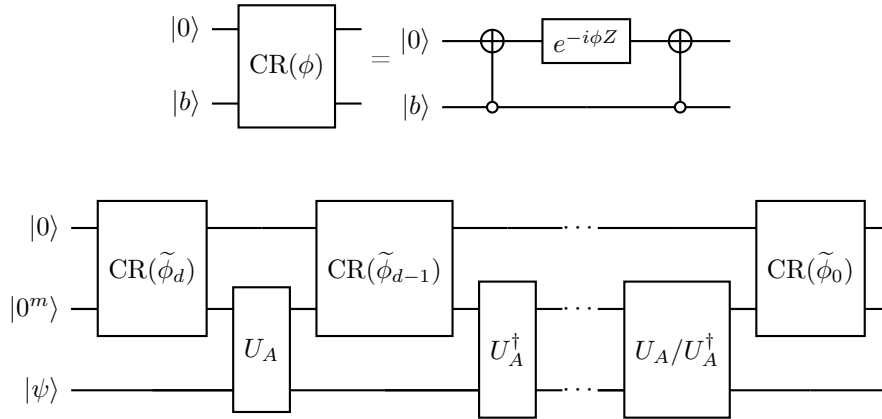 |0⟩ CR(ϕ) = |0⟩ e^{-iϕZ}
|b⟩ |b⟩
|0⟩ CR(ϕ̃_d) CR(ϕ̃_{d−1}) ··· CR(ϕ̃_0)
|0^m⟩ U_A U_A^† ··· U_A/U_A^†
|ψ⟩ ···